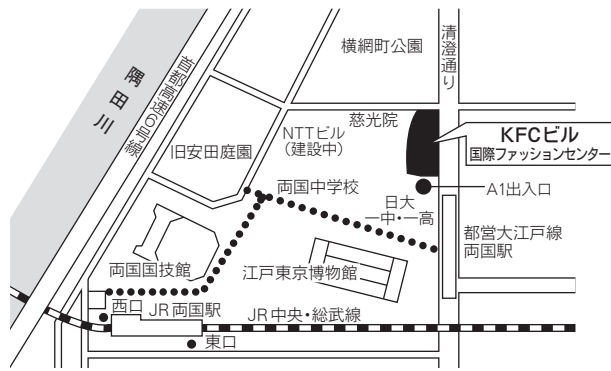 横網町公園
清澄通り
隅田川
首都高速6号線
慈光院
NTTビル
(建設中)
KFCビル
国際ファッションセンター
旧安田庭園
両国中学校
A1出入口
日大
一中・一高
都営大江戸線
両国駅
両国国技館
江戸東京博物館
西口
JR両国駅
JR中央・総武線
東口